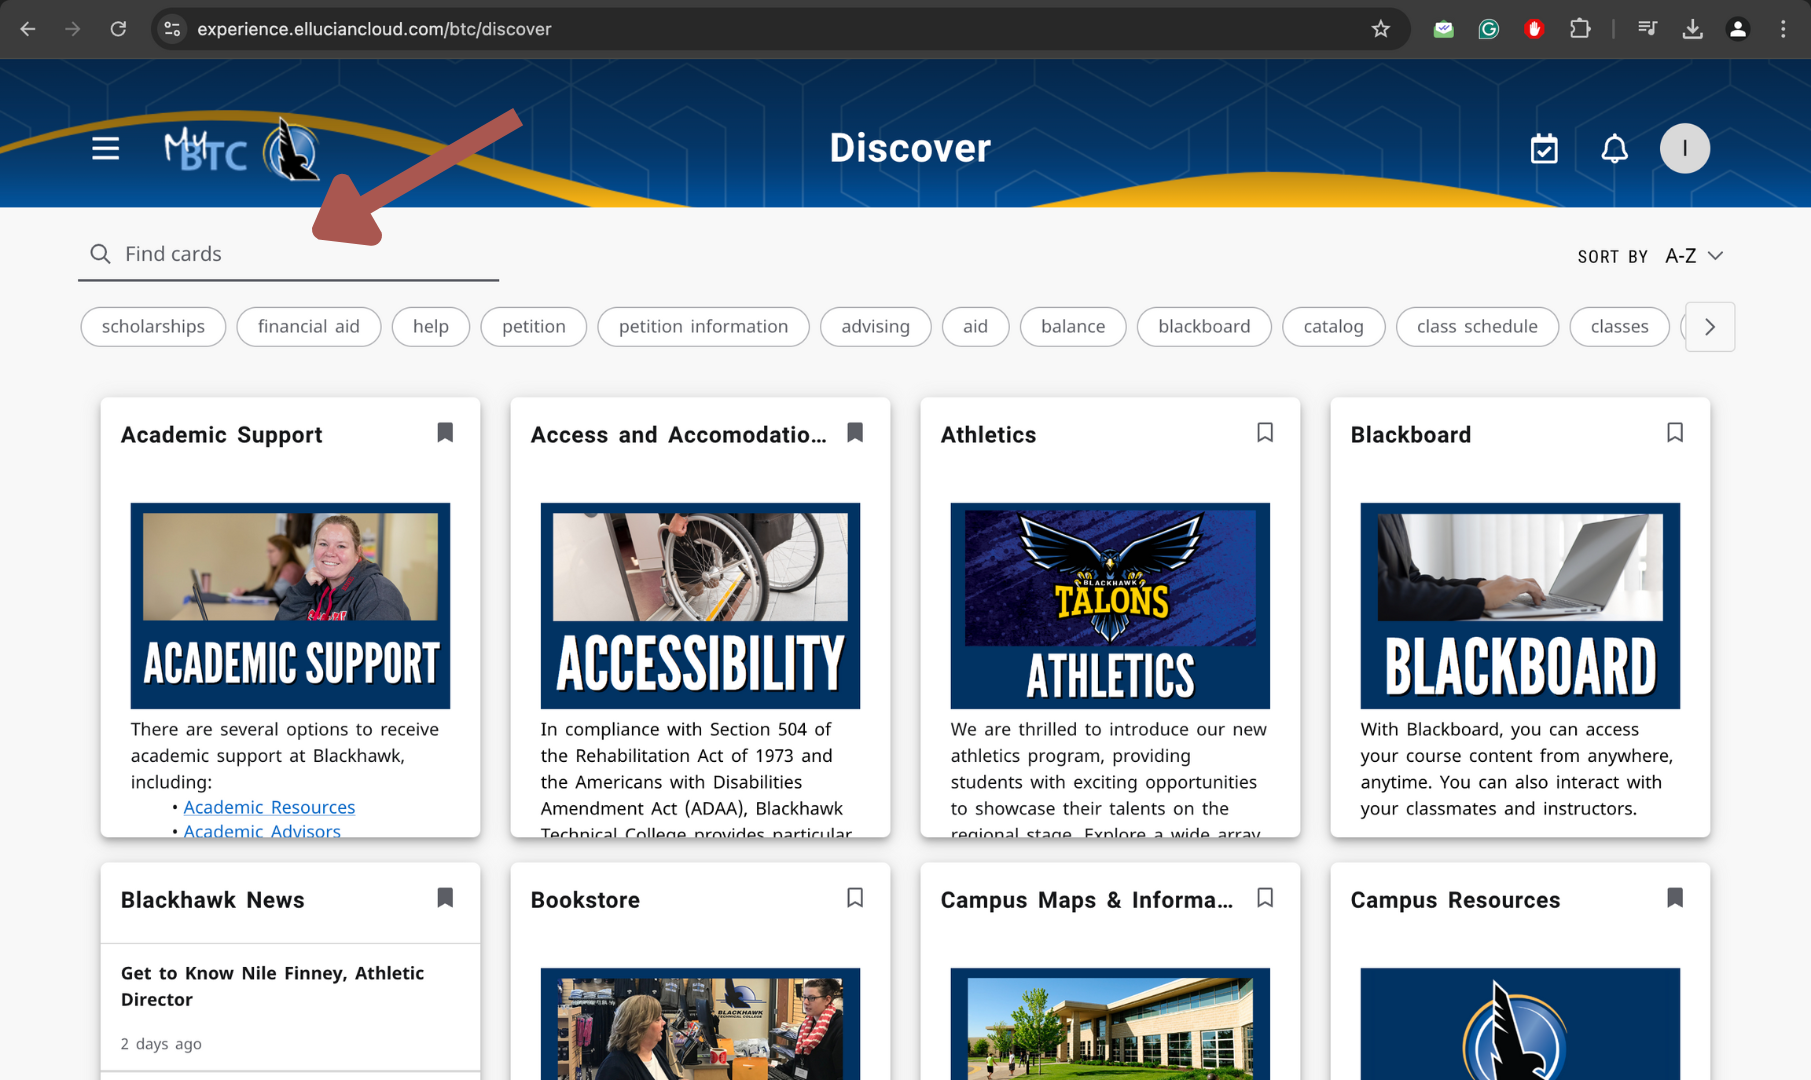 experience.elluciancloud.com/btc/discover
My
BTC
Discover
I
Find cards
SORT BY A-Z
scholarships
financial aid
help
petition
petition information
advising
aid
balance
blackboard
catalog
class schedule
classes
Academic Support
ACADEMIC SUPPORT
There are several options to receive
academic support at Blackhawk,
including:
• Academic Resources
• Academic Advisors
Access and Accomodatio...
ACCESSIBILITY
In compliance with Section 504 of
the Rehabilitation Act of 1973 and
the Americans with Disabilities
Amendment Act (ADAA), Blackhawk
Technical College provides particular
Athletics
BLACKHAWK
TALONS
ATHLETICS
We are thrilled to introduce our new
athletics program, providing
students with exciting opportunities
to showcase their talents on the
regional stage. Explore a wide array
Blackboard
BLACKBOARD
With Blackboard, you can access
your course content from anywhere,
anytime. You can also interact with
your classmates and instructors.
Blackhawk News
Get to Know Nile Finney, Athletic
Director
2 days ago
Bookstore
BLACKHAWK
TECHNICAL COLLEGE
Campus Maps & Informa...
Campus Resources